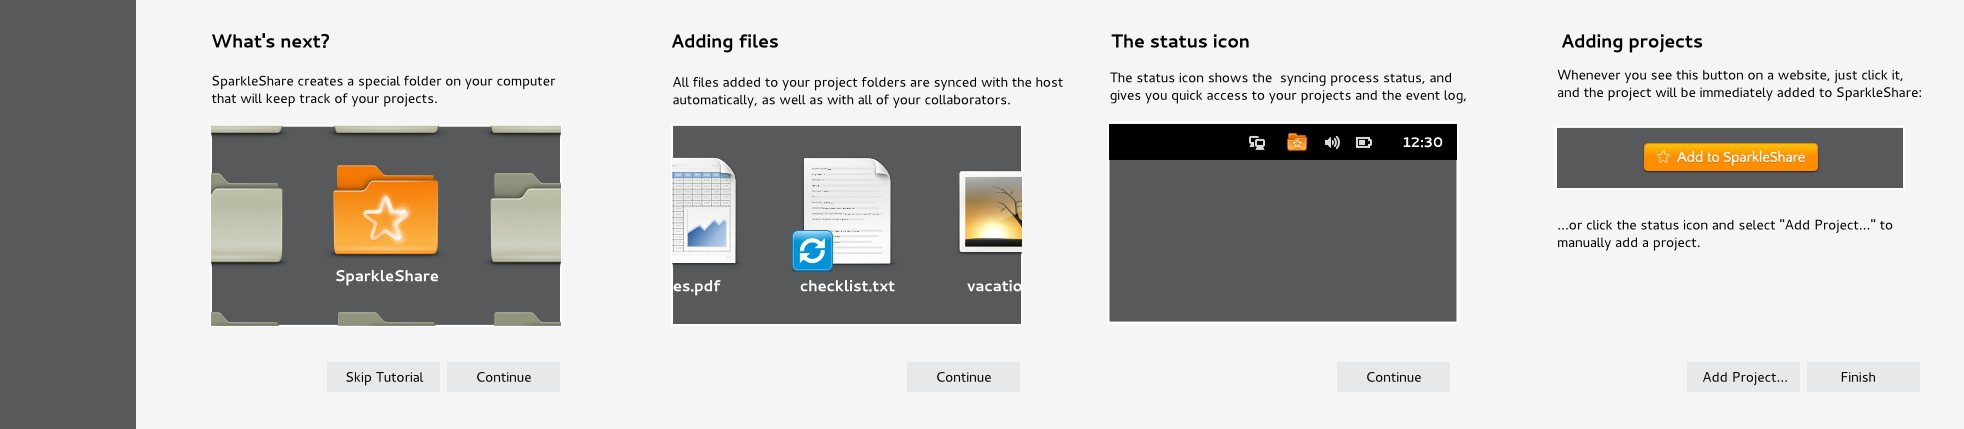 What's next?
SparkleShare creates a special folder on your computer
that will keep track of your projects.
SparkleShare
Skip Tutorial
Continue
Adding files
All files added to your project folders are synced with the host
automatically, as well as with all of your collaborators.
es.pdf
checklist.txt
vacatio
Continue
The status icon
The status icon shows the  syncing process status, and
gives you quick access to your projects and the event log,
12:30
Continue
Adding projects
Whenever you see this button on a website, just click it,
and the project will be immediately added to SparkleShare:
Add to SparkleShare
...or click the status icon and select "Add Project..." to
manually add a project.
Add Project...
Finish